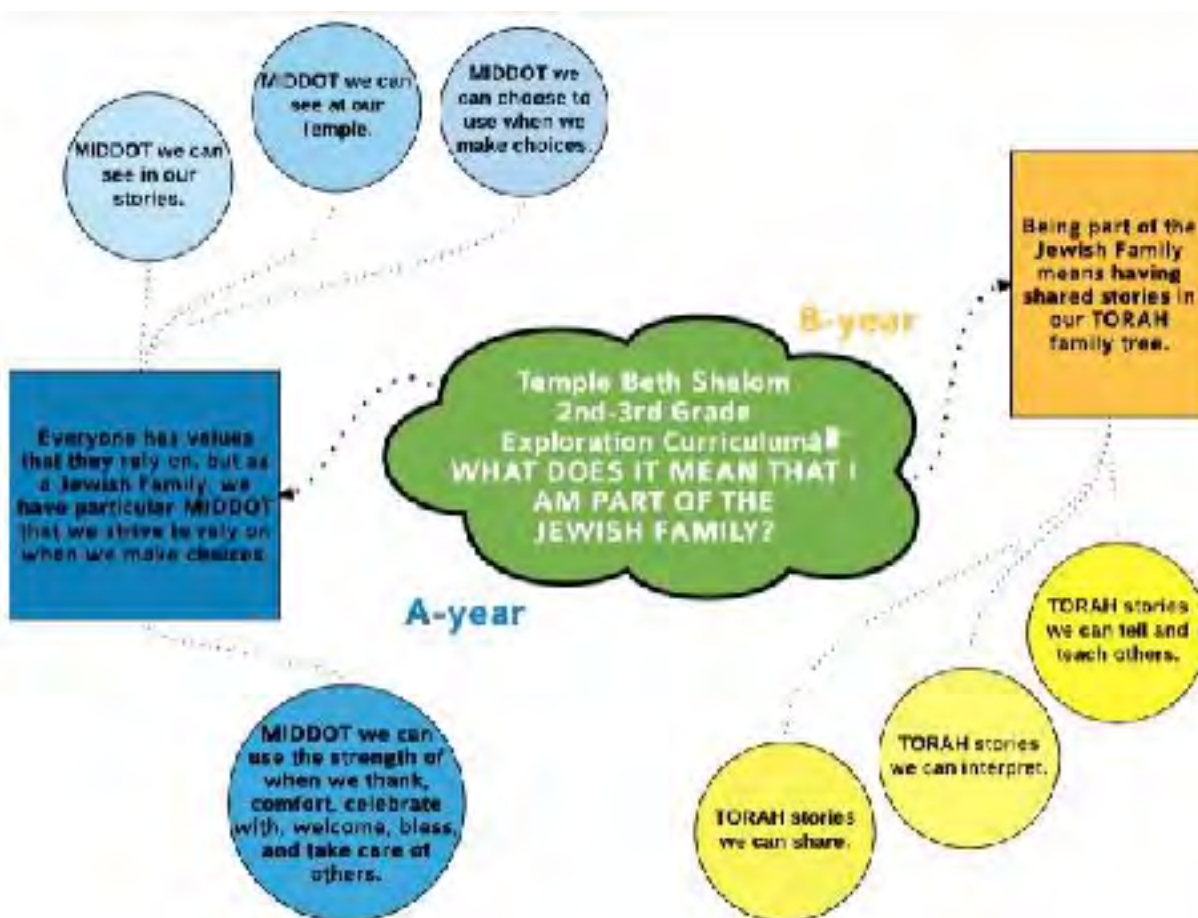 MIDDOT we can
see in our
stories.
MIDDOT we can
see at our
Temple.
MIDDOT we
can choose to
use when we
make choices.
Being part of the
Jewish Family
means having
shared stories in
our TORAH
family tree.
B-year
Temple Beth Shalom
2nd-3rd Grade
Exploration Curriculumâ
WHAT DOES IT MEAN THAT I
AM PART OF THE
JEWISH FAMILY?
Everyone has values
that they rely on, but as
a Jewish Family, we
have particular MIDDOT
that we strive to rely on
when we make choices.
A-year
MIDDOT we can
use the strength of
when we thank,
comfort, celebrate
with, welcome, bless,
and take care of
others.
TORAH stories
we can tell and
teach others.
TORAH stories
we can interpret.
TORAH stories
we can share.